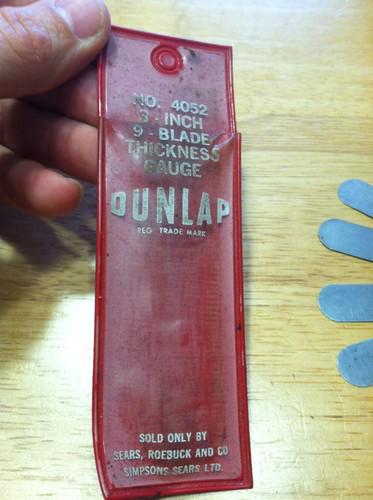 NO. 4052
3 - INCH
9 - BLADE
THICKNESS
GAUGE
DUNLAP
REG TRADE MARK
SOLD ONLY BY
SEARS, ROEBUCK AND CO
SIMPSONS SEARS LTD.